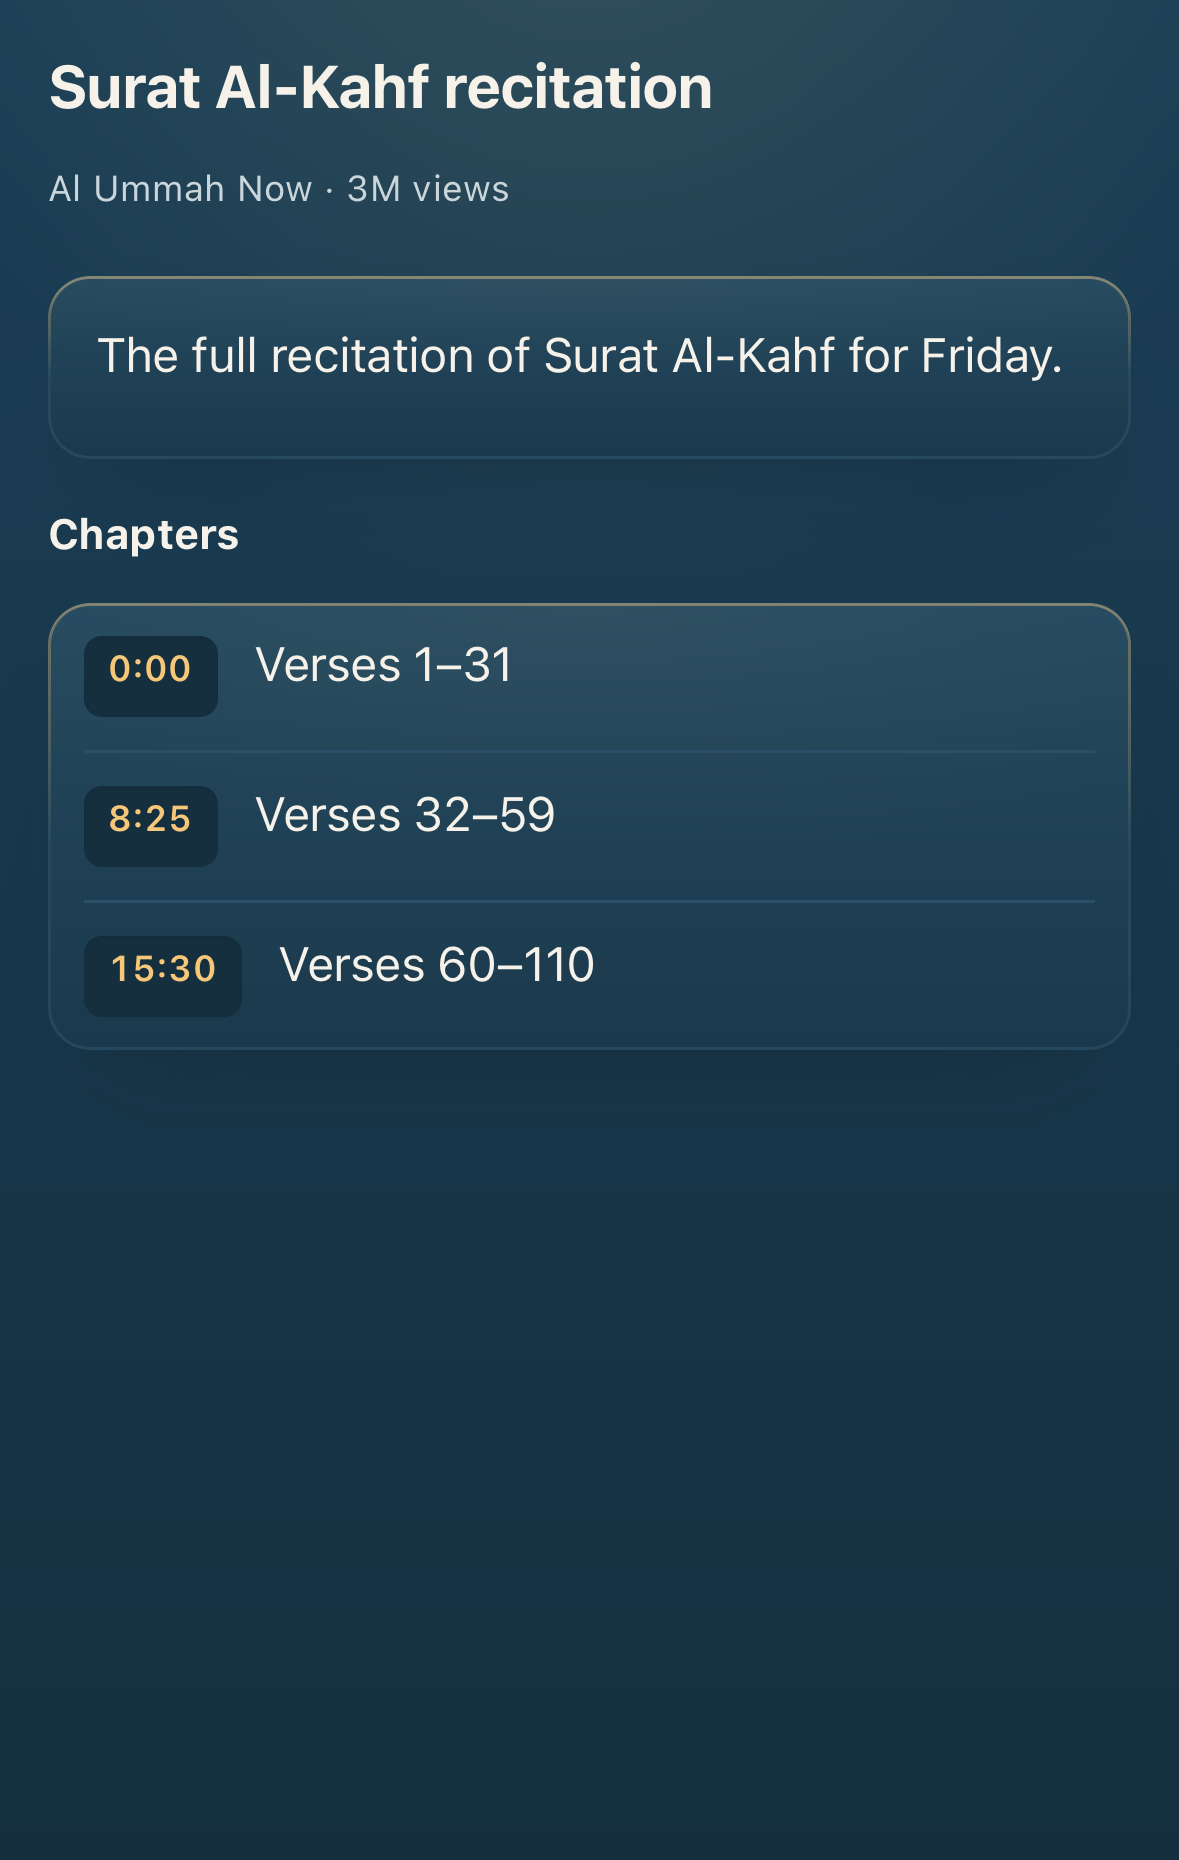 Surat Al-Kahf recitation
Al Ummah Now · 3M views
The full recitation of Surat Al-Kahf for Friday.
Chapters
0:00 Verses 1–31
8:25 Verses 32–59
15:30 Verses 60–110